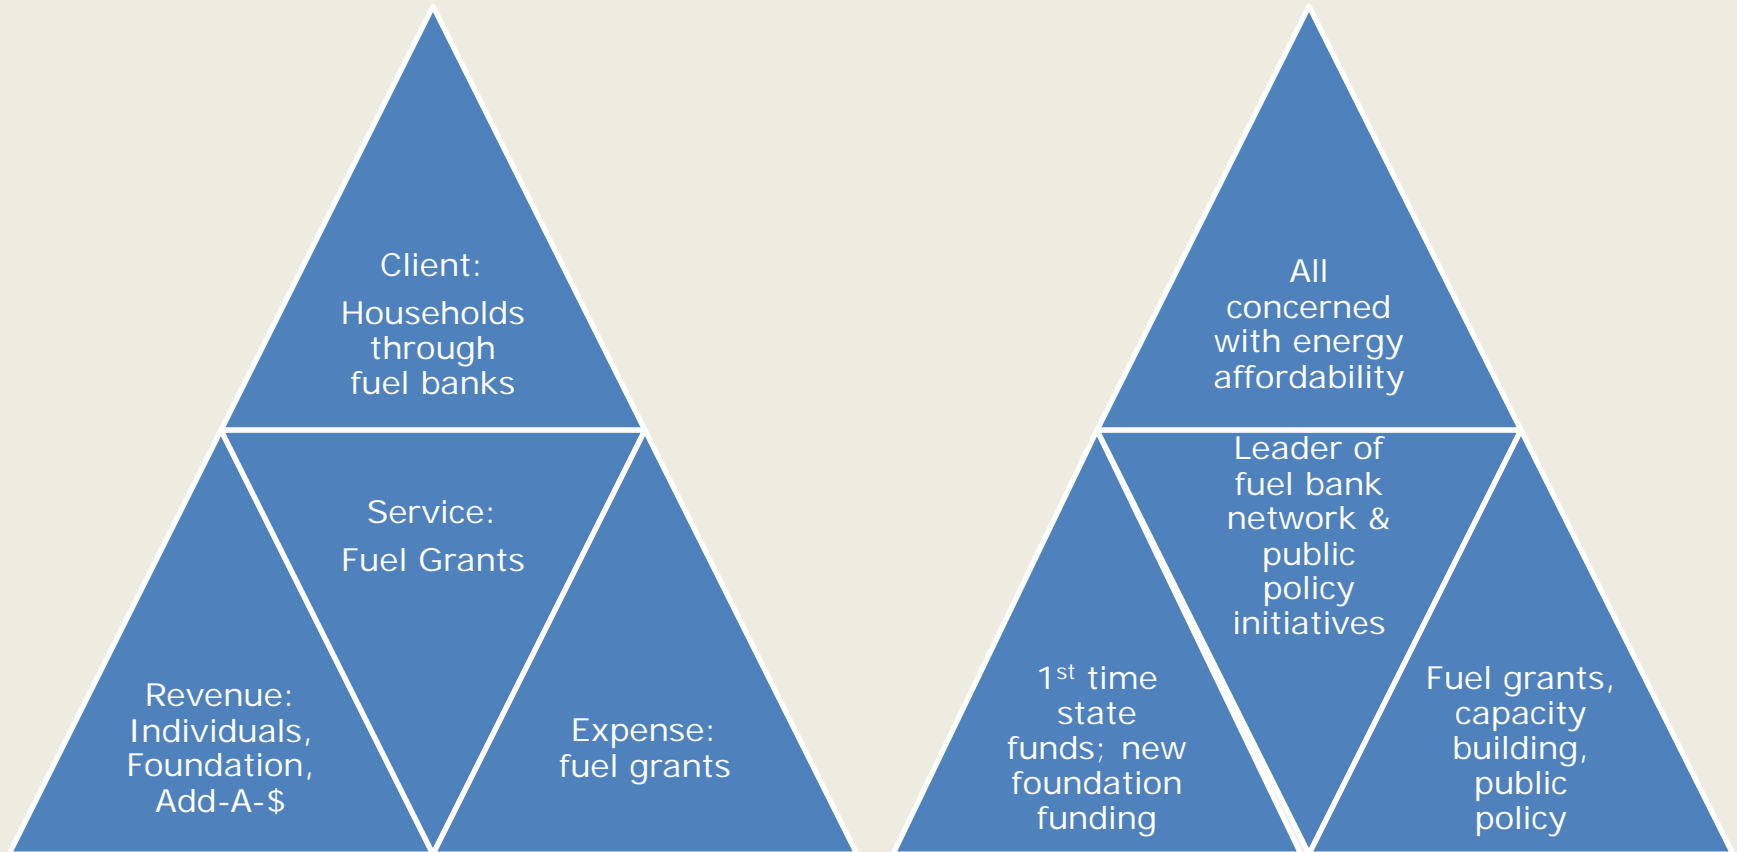 Client:
Households
through
fuel banks
Service:
Fuel Grants
Revenue:
Individuals,
Foundation,
Add-A-$
Expense:
fuel grants
All
concerned
with energy
affordability
Leader of
fuel bank
network &
public
policy
initiatives
1st time
state
funds; new
foundation
funding
Fuel grants,
capacity
building,
public
policy